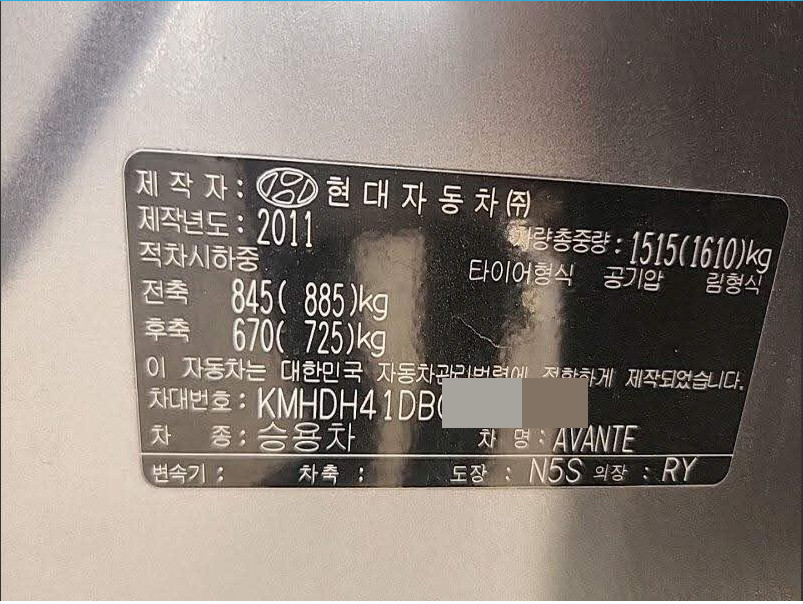 제 작 자 : 현 대 자 동 차 ㈜
제작년도 : 2011 차량총중량 : 1515(1610)kg
적차시하중 타이어형식 공기압 림형식
전축 845( 885)kg
후축 670( 725)kg
이 자동차는 대한민국 자동차관리법령에 적합하게 제작되었습니다.
차대번호 : KMHDH41DB
차 종 : 승용차 차 명 : AVANTE
변속기 : 차축 : 도장 : N5S 의장 : RY